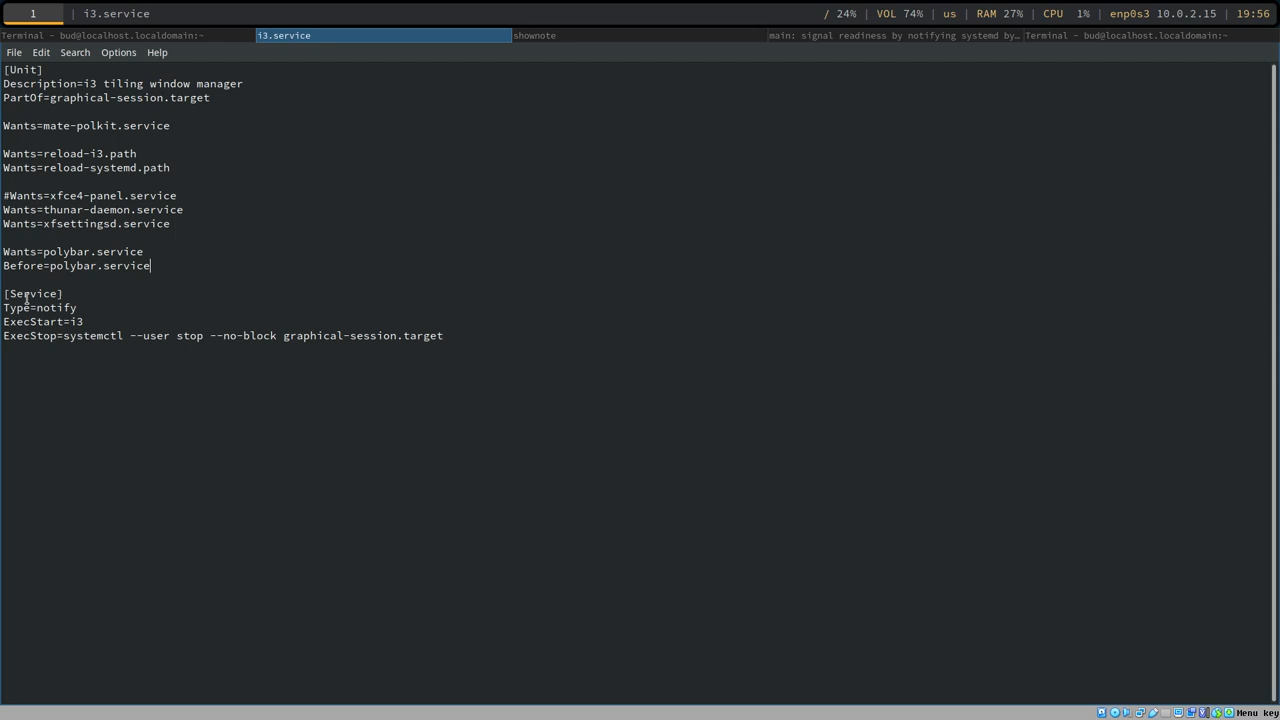 1 | i3.service / 24% | VOL 74% | us | RAM 27% | CPU 1% | enp0s3 10.0.2.15 | 19:56
Terminal - bud@localhost.localdomain:~ i3.service shownote main: signal readiness by notifying systemd by… Terminal - bud@localhost.localdomain:~
File Edit Search Options Help
[Unit]
Description=i3 tiling window manager
PartOf=graphical-session.target
Wants=mate-polkit.service
Wants=reload-i3.path
Wants=reload-systemd.path
#Wants=xfce4-panel.service
Wants=thunar-daemon.service
Wants=xfsettingsd.service
Wants=polybar.service
Before=polybar.service
[Service]
Type=notify
ExecStart=i3
ExecStop=systemctl --user stop --no-block graphical-session.target
Menu key